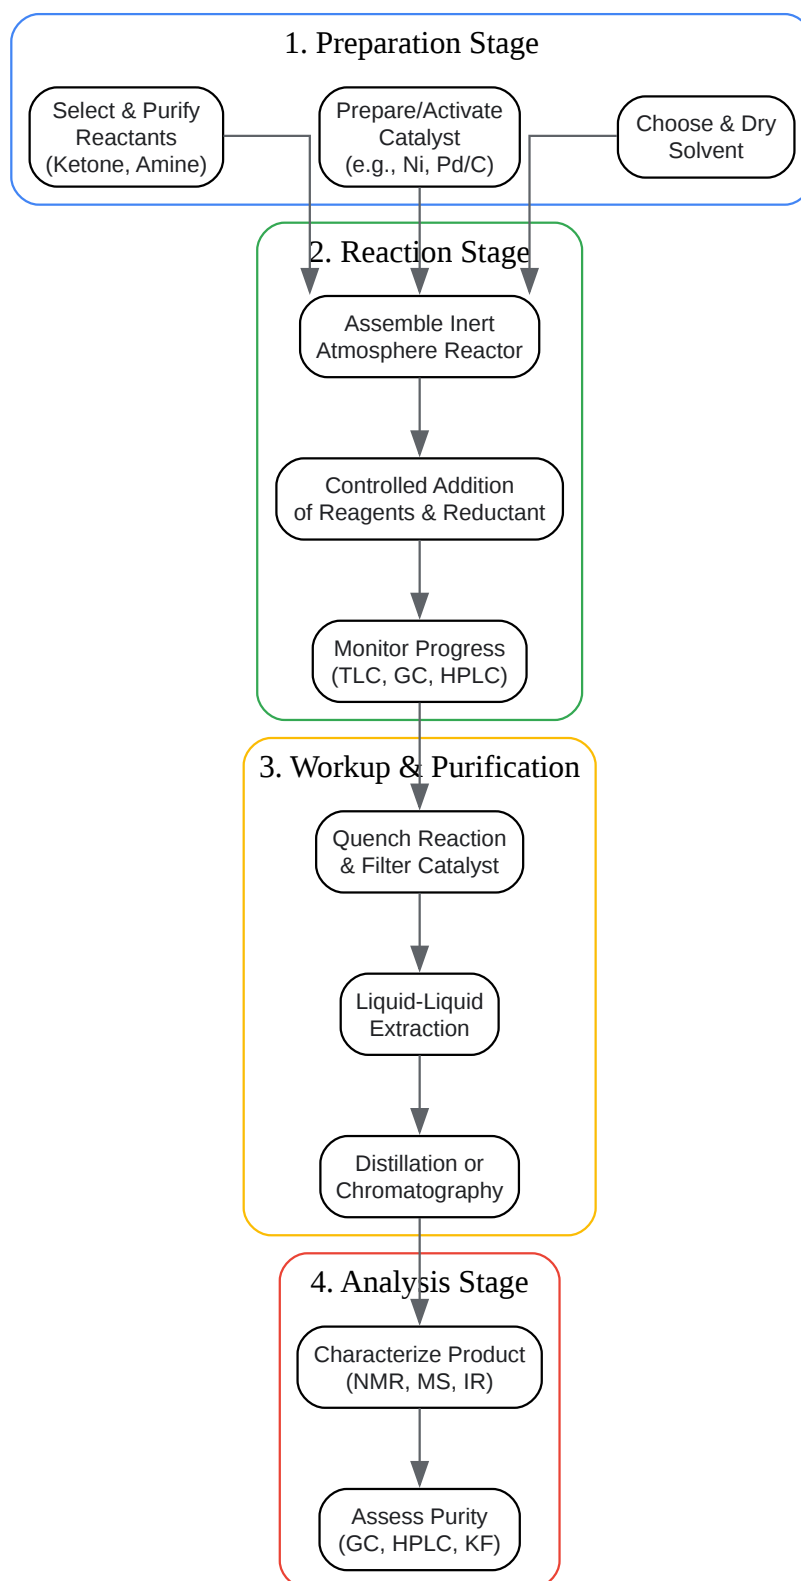 1. Preparation Stage
Select & Purify
Reactants
(Ketone, Amine)
Prepare/Activate
Catalyst
(e.g., Ni, Pd/C)
Choose & Dry
Solvent
2. Reaction Stage
Assemble Inert
Atmosphere Reactor
Controlled Addition
of Reagents & Reductant
Monitor Progress
(TLC, GC, HPLC)
3. Workup & Purification
Quench Reaction
& Filter Catalyst
Liquid-Liquid
Extraction
Distillation or
Chromatography
4. Analysis Stage
Characterize Product
(NMR, MS, IR)
Assess Purity
(GC, HPLC, KF)